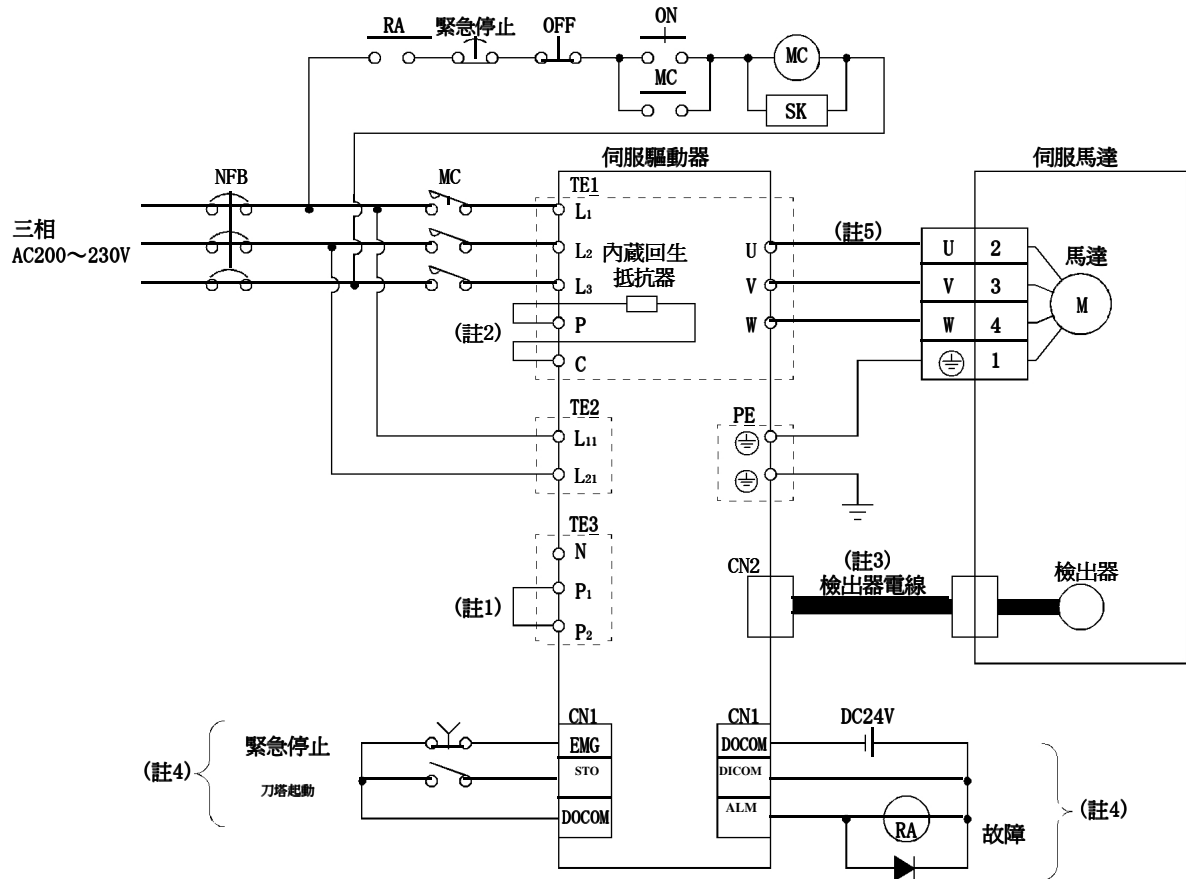 RA
緊急停止
OFF
ON
MC
MC
SK
伺服驅動器
伺服馬達
NFB
MC
TE1
三相
AC200～230V
L1
L2
L3
內藏回生
抵抗器
(註2)
P
C
U
V
W
(註5)
U 2
V 3
W 4
1
馬達
M
TE2
L11
L21
PE
TE3
N
P1
P2
(註1)
CN2
(註3)
檢出器電線
檢出器
CN1
EMG
STO
DOCOM
緊急停止
刀塔起動
(註4)
CN1
DOCOM
DICOM
ALM
DC24V
RA
故障
(註4)